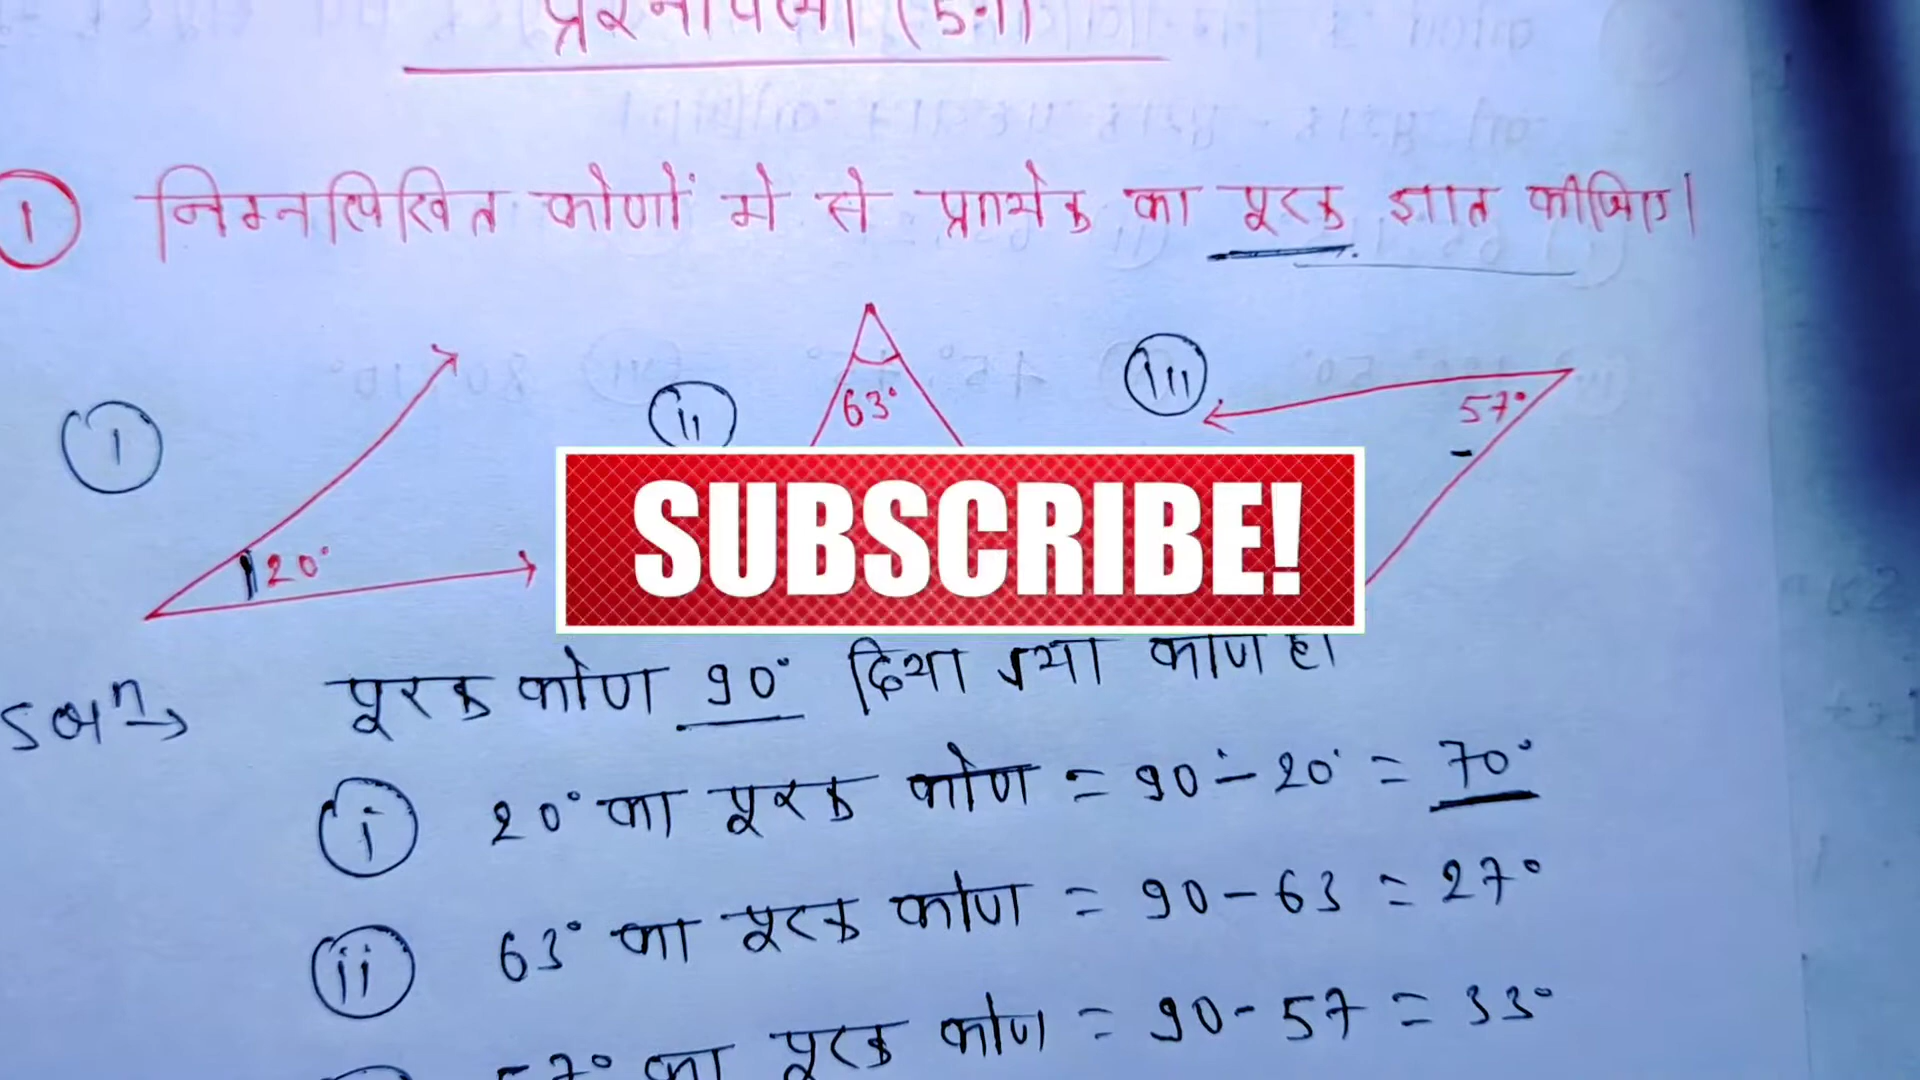 प्रश्नावली (5.1)
① निम्नलिखित कोणों मे से प्रत्येक का पूरक ज्ञात कीजिए।
i
20°
ii
63°
iii
57°
SUBSCRIBE!
Solⁿ→ पूरक कोण 90° दिया गया कोण है।
i 20° का पूरक कोण = 90° - 20° = 70°
ii 63° का पूरक कोण = 90 - 63 = 27°
57° का पूरक कोण = 90 - 57 = 33°